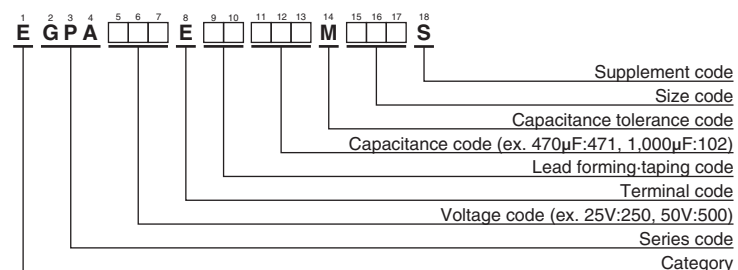 1 2 3 4 5 6 7 8 9 10 11 12 13 14 15 16 17 18
E GPA □□□ E □□ □□□ M □□□ S
Supplement code
Size code
Capacitance tolerance code
Capacitance code (ex. 470µF:471, 1,000µF:102)
Lead forming·taping code
Terminal code
Voltage code (ex. 25V:250, 50V:500)
Series code
Category